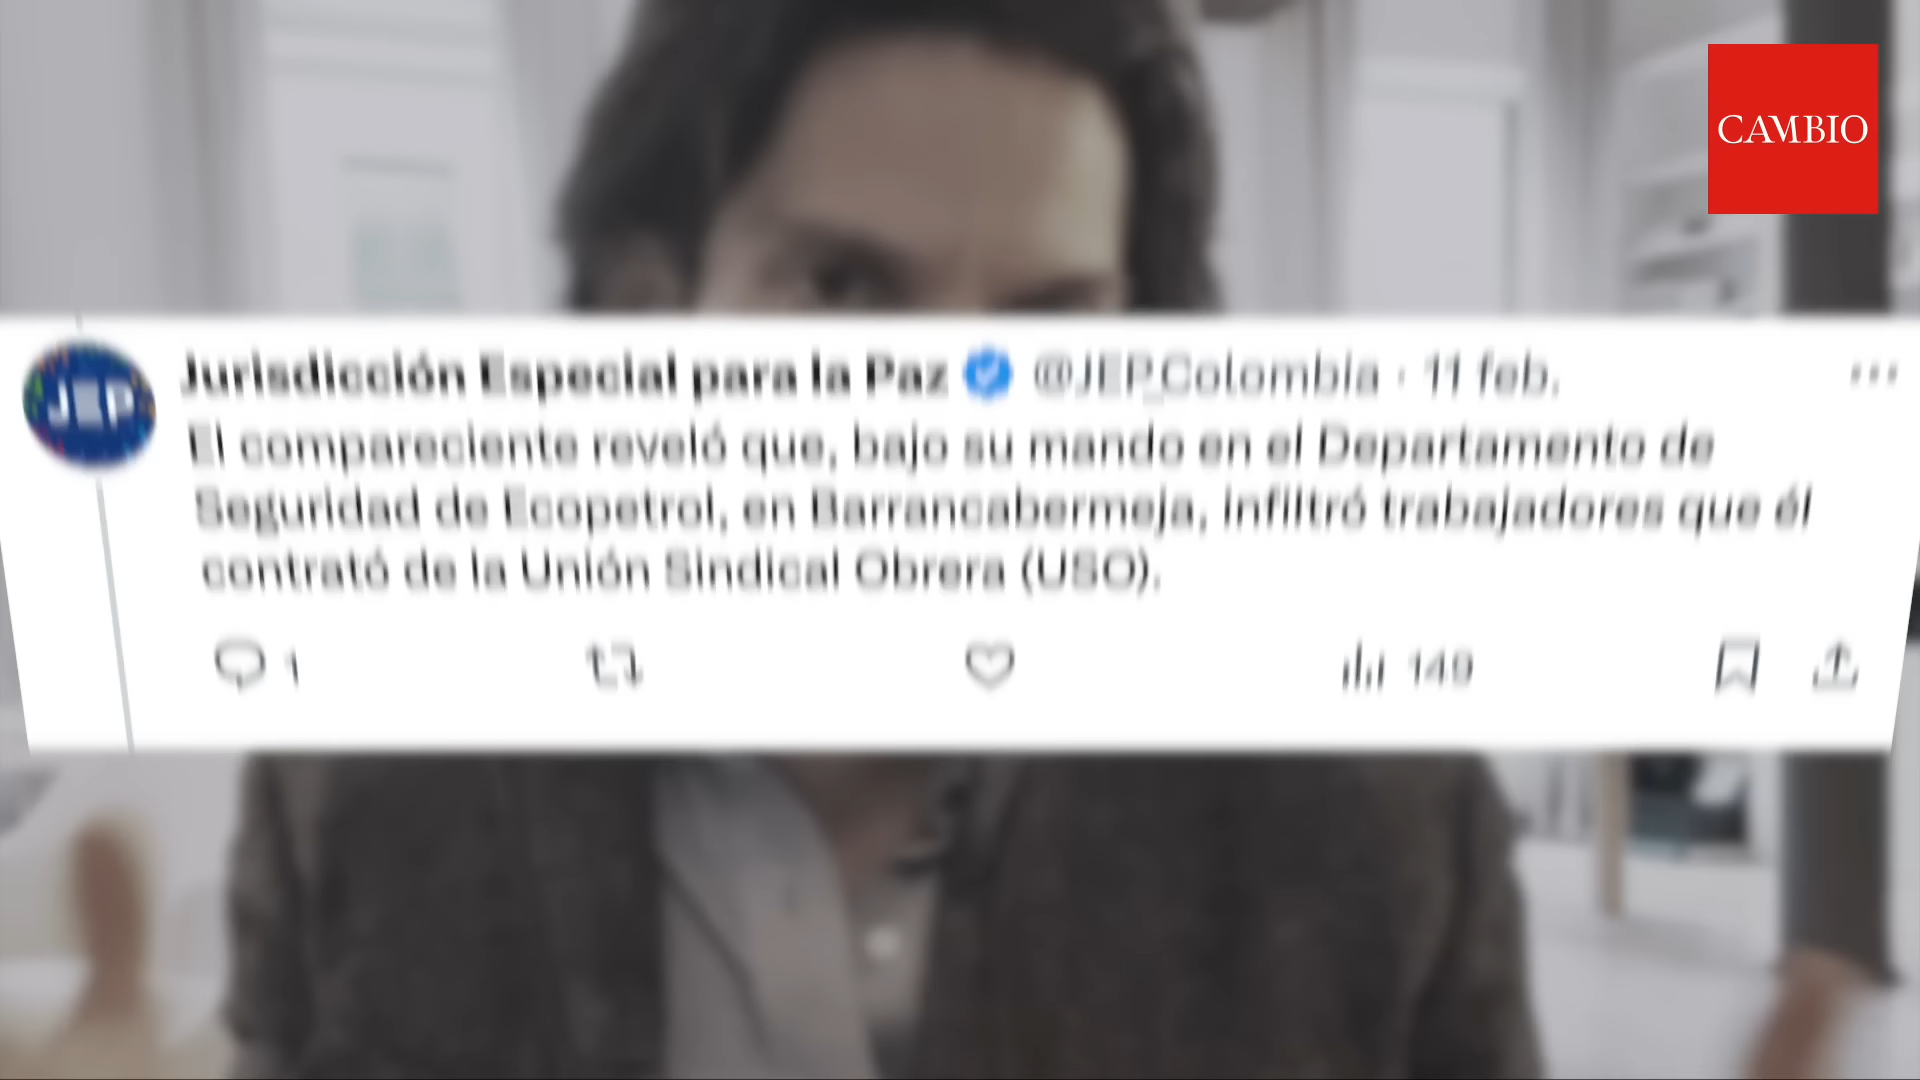 CAMBIO
JEP
Jurisdicción Especial para la Paz @JEP_Colombia · 11 feb.
El compareciente reveló que, bajo su mando en el Departamento de
Seguridad de Ecopetrol, en Barrancabermeja, infiltró trabajadores que él
contrató de la Unión Sindical Obrera (USO).
1
149